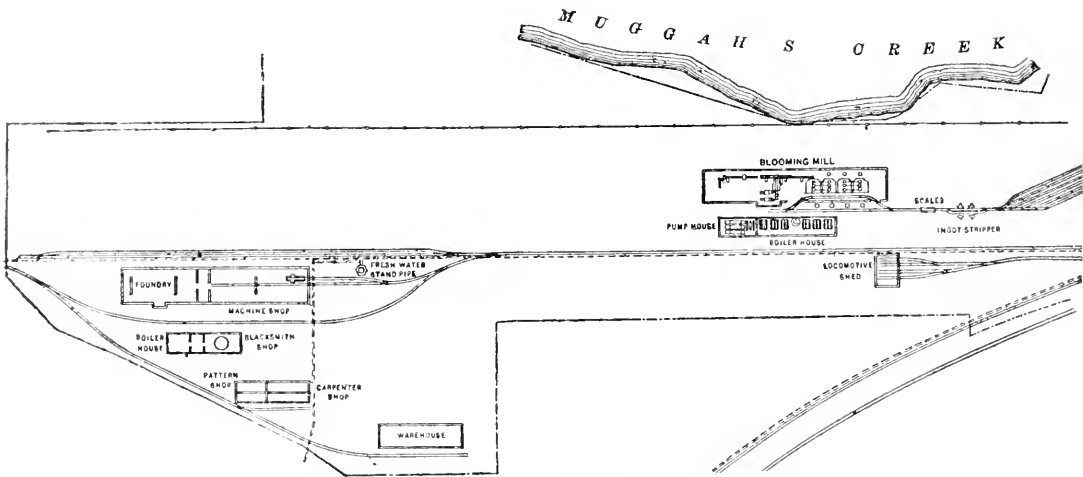 MUGGAHS CREEK
BLOOMING MILL
SCALES
PUMP HOUSE
INGOT STRIPPER
BOILER HOUSE
FRESH WATER
STAND PIPE
LOCOMOTIVE
SHED
FOUNDRY
MACHINE SHOP
BOILER
HOUSE
BLACKSMITH
SHOP
PATTERN
SHOP
CARPENTER
SHOP
WAREHOUSE